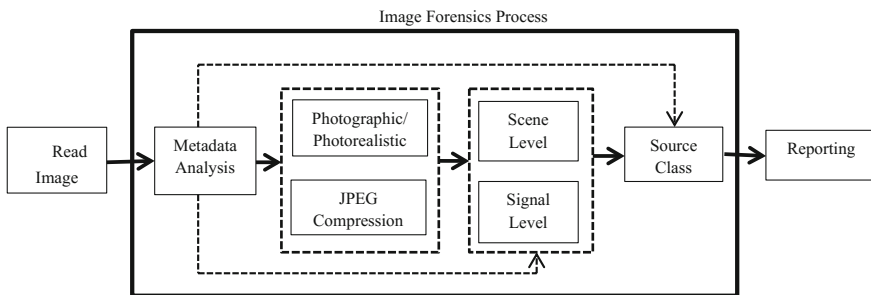 Image Forensics Process
Read
Image
Metadata
Analysis
Photographic/
Photorealistic
JPEG
Compression
Scene
Level
Signal
Level
Source
Class
Reporting